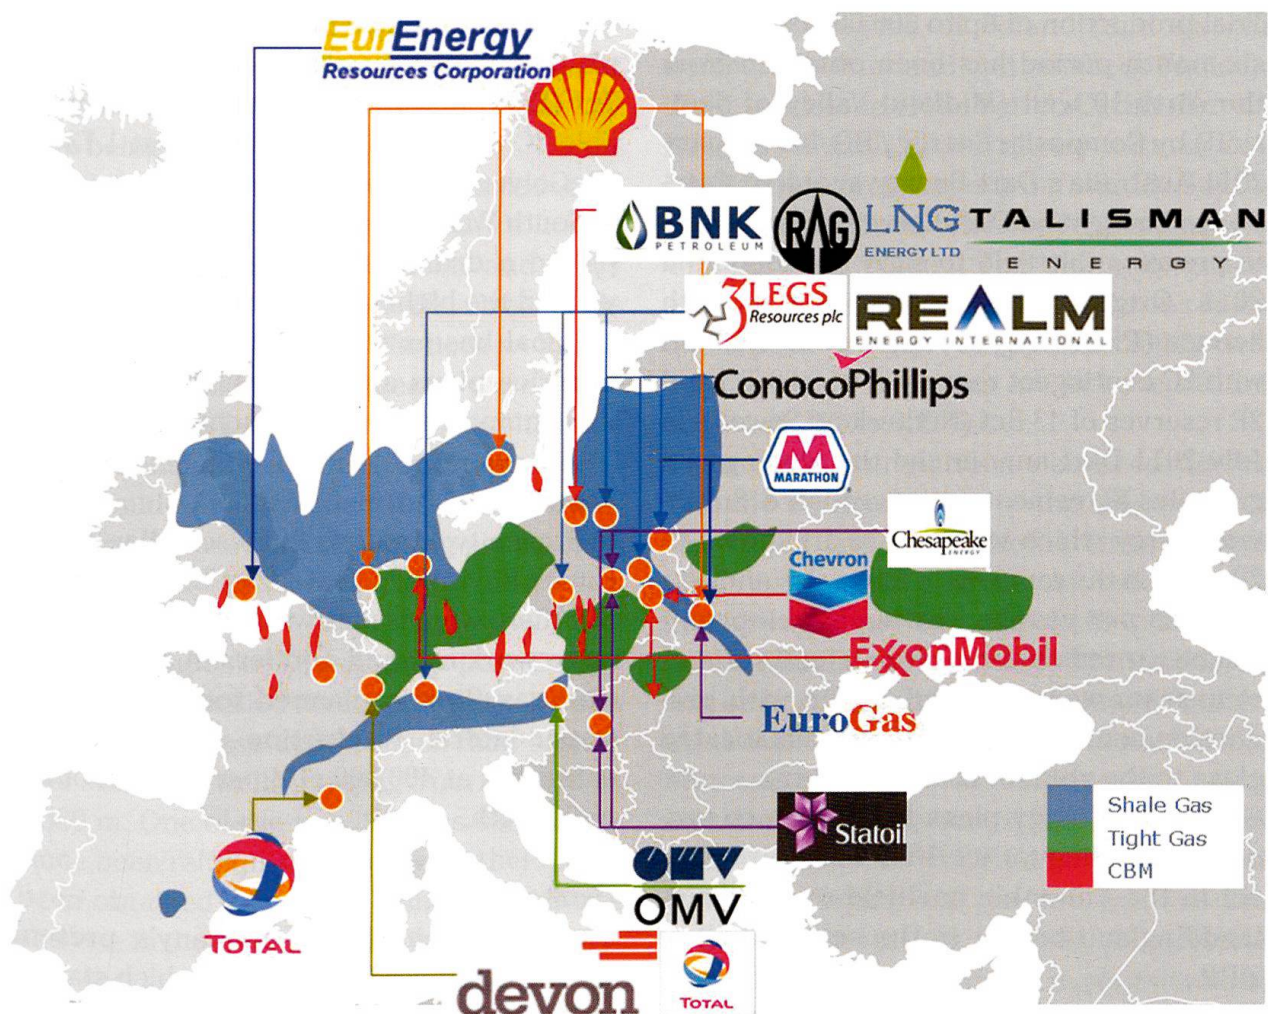 EurEnergy
Resources Corporation
BNK
PETROLEUM
RAG
LNG
ENERGY LTD
TALISMAN
ENERGY
3LEGS
Resources plc
REALM
ENERGY INTERNATIONAL
ConocoPhillips
M
MARATHON
Chesapeake
ENERGY
Chevron
ExxonMobil
EuroGas
Statoil
Shale Gas
Tight Gas
CBM
TOTAL
OMV
OMV
devon
TOTAL